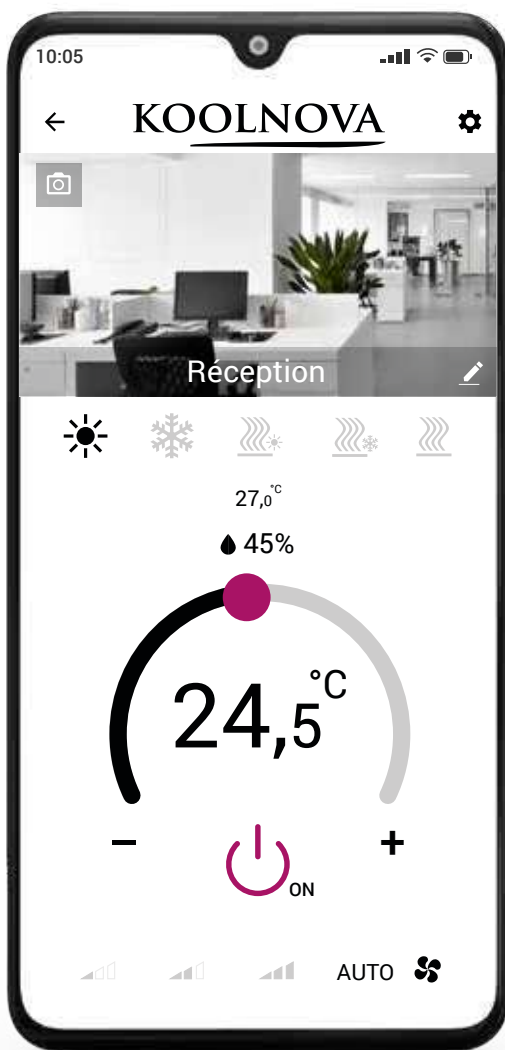 10:05
KOOLNOVA
Réception
27,0°C
45%
24,5°C
− +
ON
AUTO